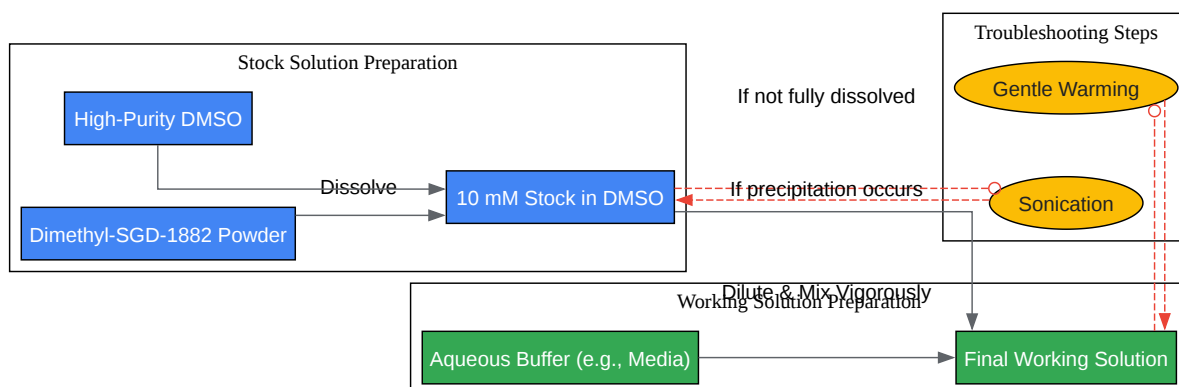 Troubleshooting Steps
Stock Solution Preparation
Gentle Warming
If not fully dissolved
High-Purity DMSO
Dissolve
If precipitation occurs
10 mM Stock in DMSO
Sonication
Dimethyl-SGD-1882 Powder
Dilute & Mix Vigorously
Working Solution Preparation
Aqueous Buffer (e.g., Media)
Final Working Solution